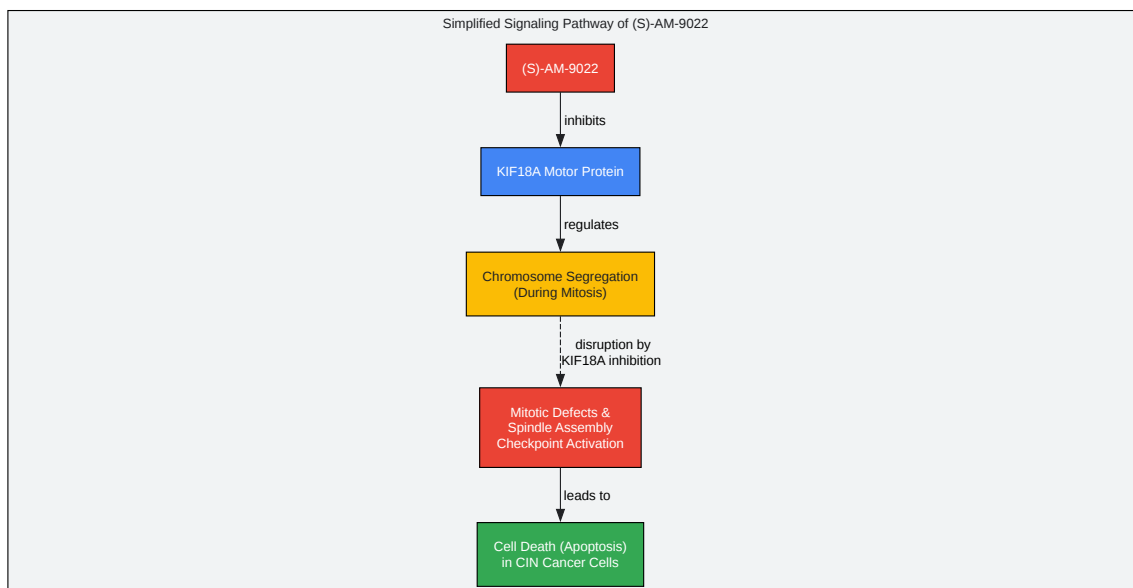 Simplified Signaling Pathway of (S)-AM-9022
(S)-AM-9022
inhibits
KIF18A Motor Protein
regulates
Chromosome Segregation
(During Mitosis)
disruption by
KIF18A inhibition
Mitotic Defects &
Spindle Assembly
Checkpoint Activation
leads to
Cell Death (Apoptosis)
in CIN Cancer Cells